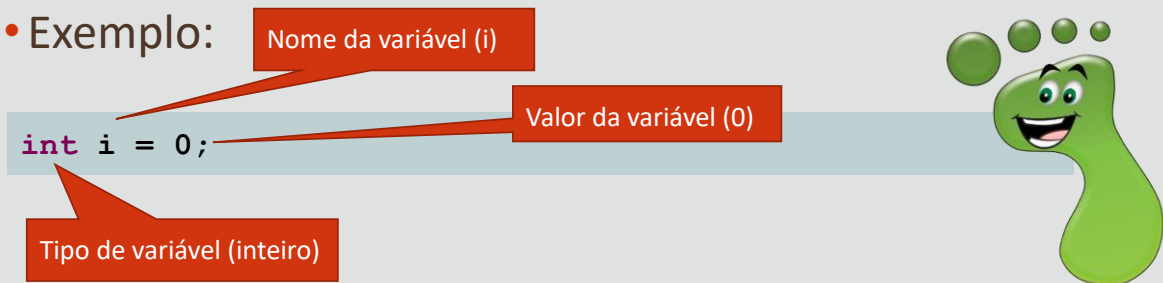 • Exemplo:
Nome da variável (i)
Valor da variável (0)
int i = 0;
Tipo de variável (inteiro)